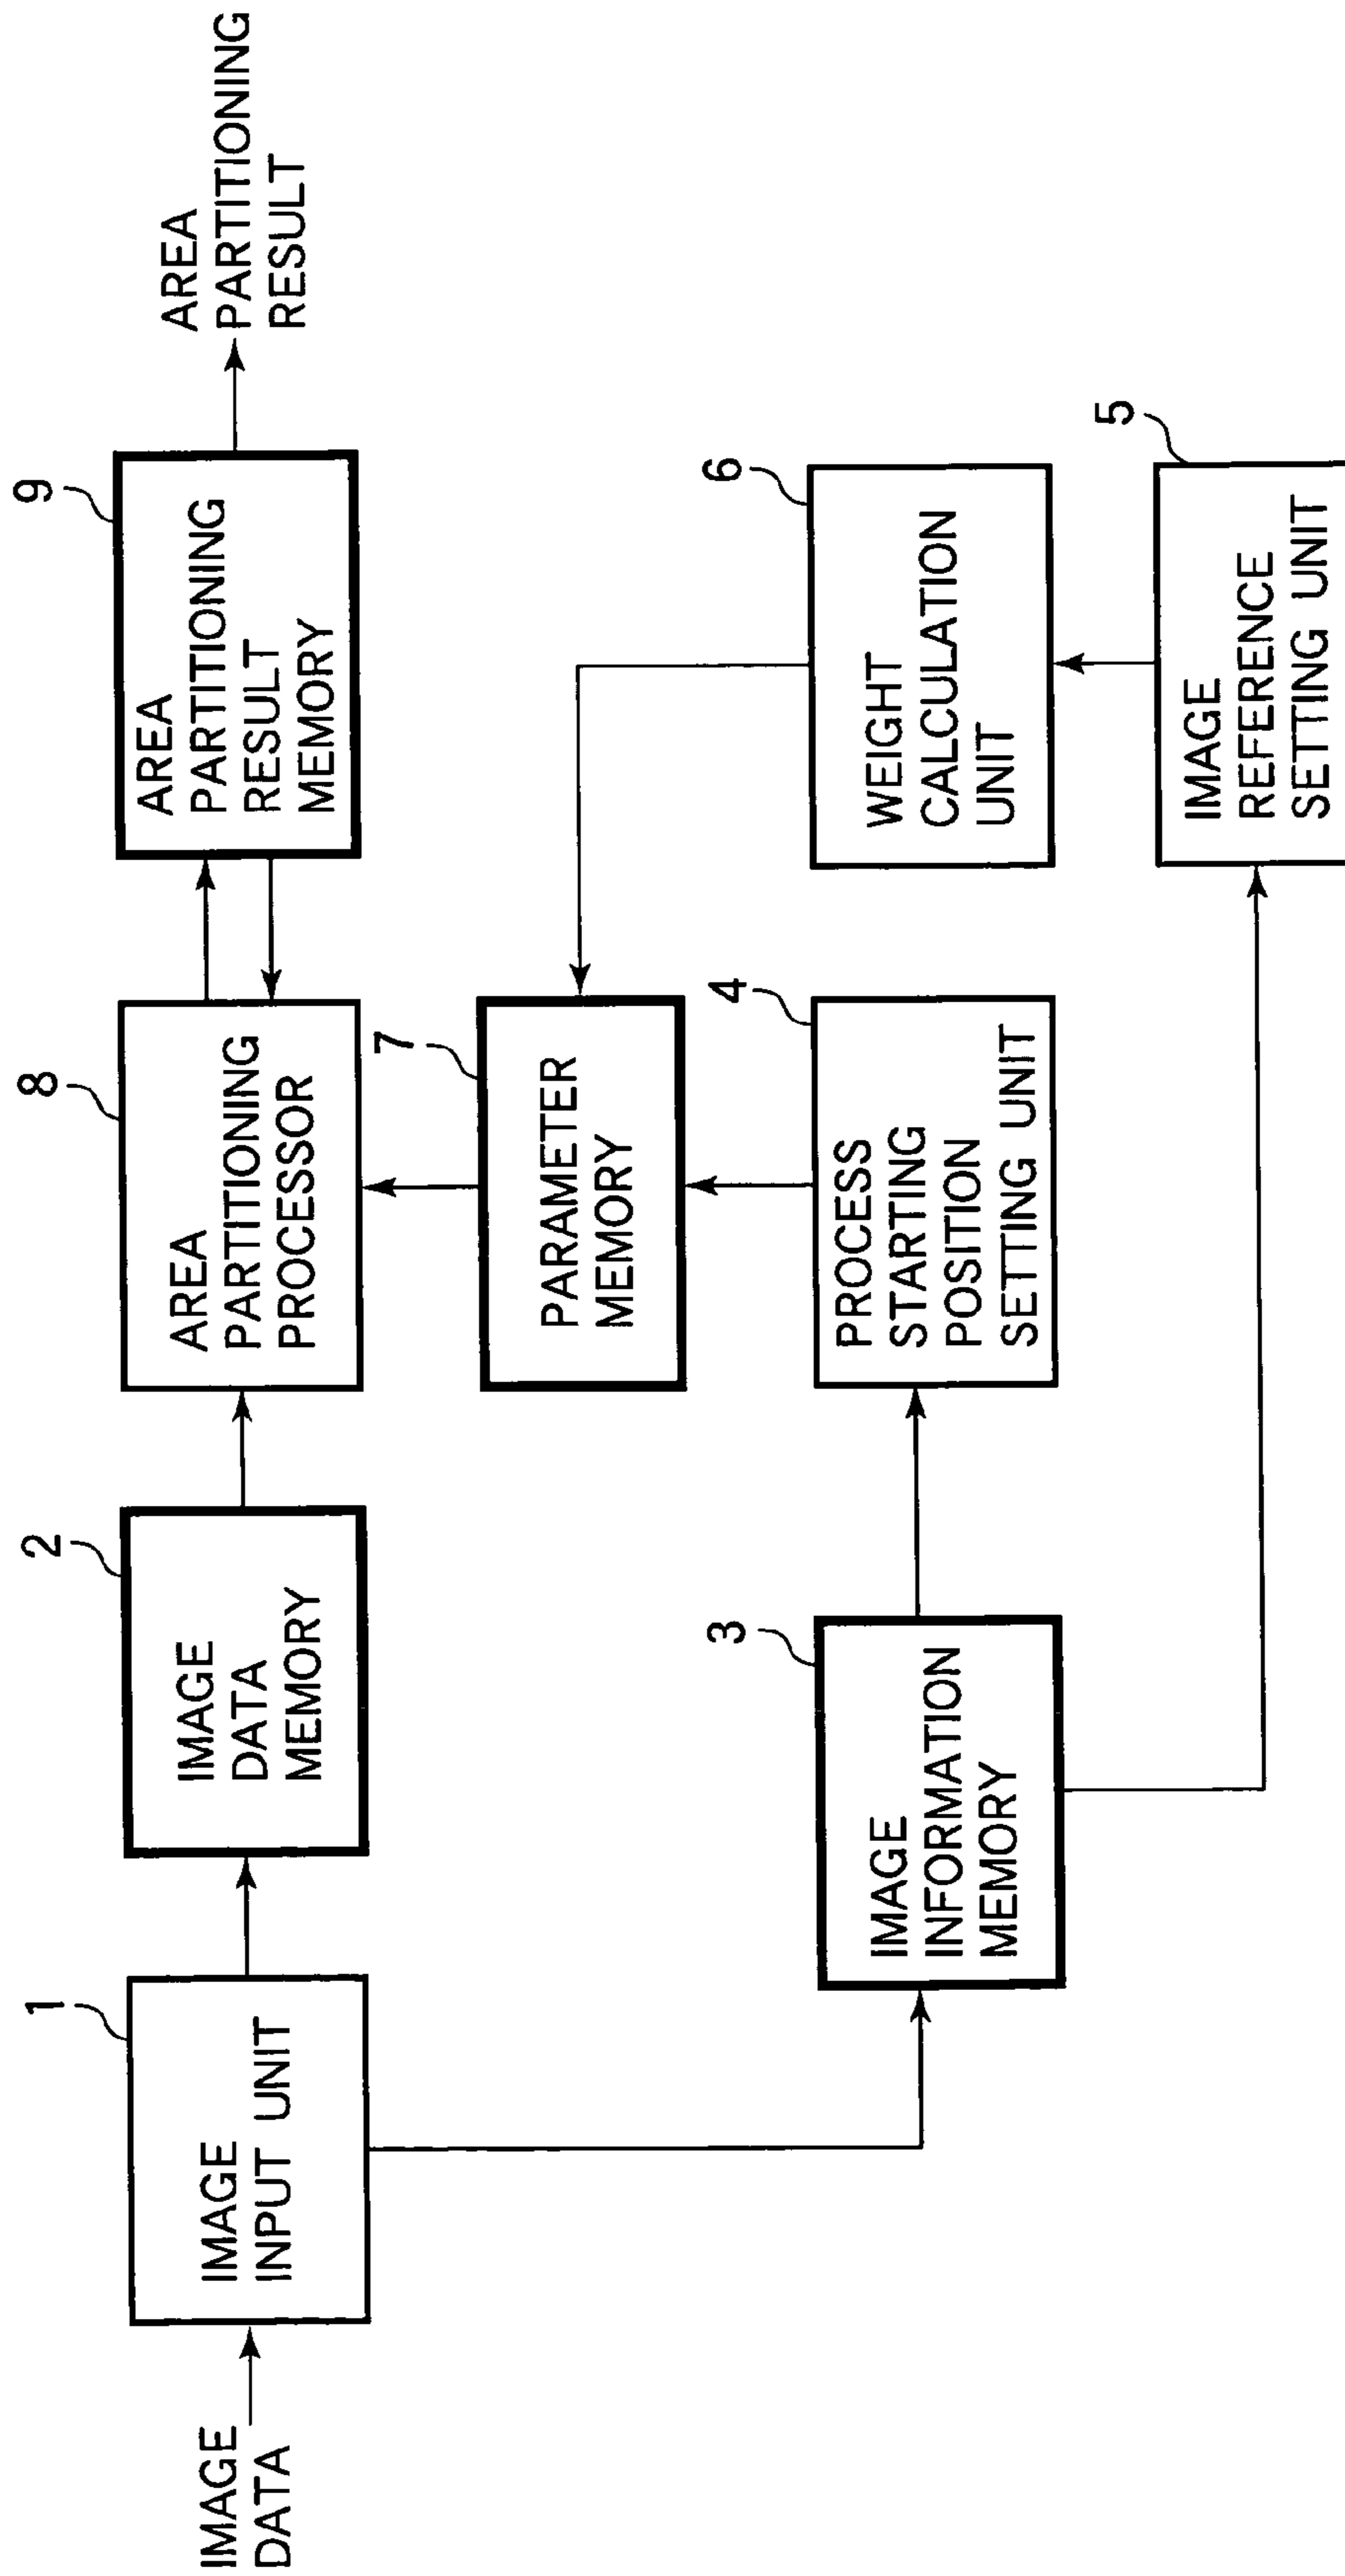 IMAGE
DATA
1
IMAGE
INPUT UNIT
2
IMAGE
DATA
MEMORY
8
AREA
PARTITIONING
PROCESSOR
9
AREA
PARTITIONING
RESULT
MEMORY
AREA
PARTITIONING
RESULT
7
PARAMETER
MEMORY
3
IMAGE
INFORMATION
MEMORY
4
PROCESS
STARTING
POSITION
SETTING UNIT
6
WEIGHT
CALCULATION
UNIT
5
IMAGE
REFERENCE
SETTING UNIT